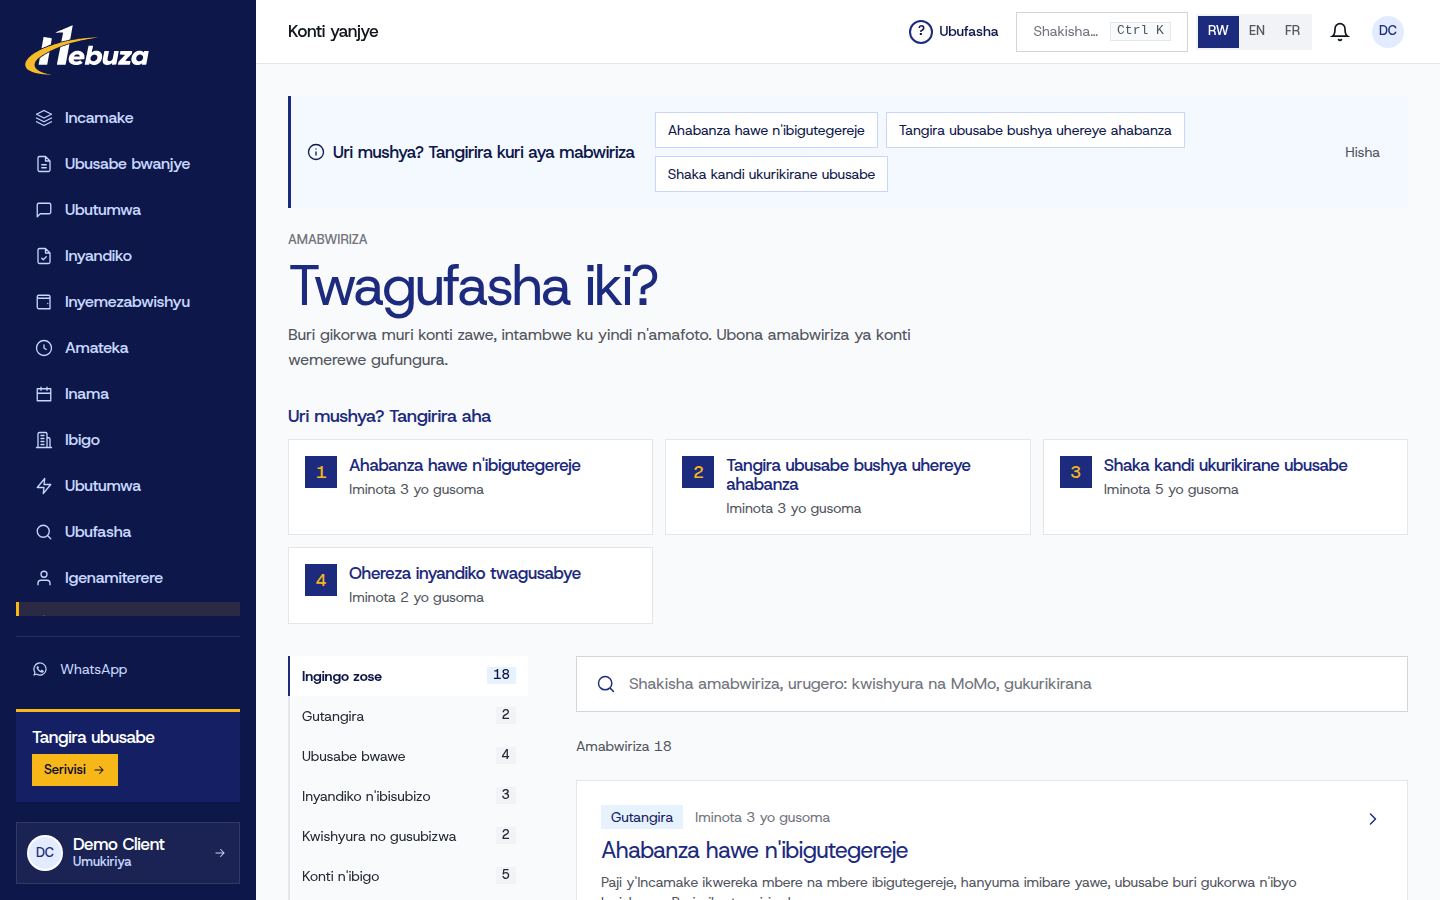 Hebuza
Incamake
Ubusabe bwanjye
Ubutumwa
Inyandiko
Inyemezabwishyu
Amateka
Inama
Ibigo
Ubutumwa
Ubufasha
Igenamiterere
WhatsApp
Tangira ubusabe
Serivisi →
DC
Demo Client
Umukiriya
Konti yanjye
? Ubufasha
Shakisha… Ctrl K
RW EN FR
DC
Uri mushya? Tangirira kuri aya mabwiriza
Ahabanza hawe n'ibigutegereje
Tangira ubusabe bushya uhereye ahabanza
Shaka kandi ukurikirane ubusabe
Hisha
AMABWIRIZA
Twagufasha iki?
Buri gikorwa muri konti zawe, intambwe ku yindi n'amafoto. Ubona amabwiriza ya konti
wemerewe gufungura.
Uri mushya? Tangirira aha
1 Ahabanza hawe n'ibigutegereje
Iminota 3 yo gusoma
2 Tangira ubusabe bushya uhereye
ahabanza
Iminota 3 yo gusoma
3 Shaka kandi ukurikirane ubusabe
Iminota 5 yo gusoma
4 Ohereza inyandiko twagusabye
Iminota 2 yo gusoma
Ingingo zose 18
Gutangira 2
Ubusabe bwawe 4
Inyandiko n'ibisubizo 3
Kwishyura no gusubizwa 2
Konti n'ibigo 5
Shakisha amabwiriza, urugero: kwishyura na MoMo, gukurikirana
Amabwiriza 18
Gutangira Iminota 3 yo gusoma
Ahabanza hawe n'ibigutegereje
Paji y'Incamake ikwereka mbere na mbere ibigutegereje, hanyuma imibare yawe, ubusabe buri gukorwa n'ibyo